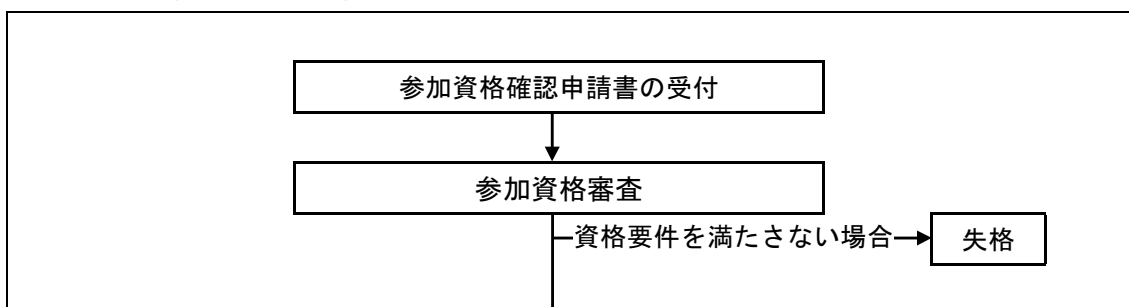 参加資格確認申請書の受付
参加資格審査
資格要件を満たさない場合
失格